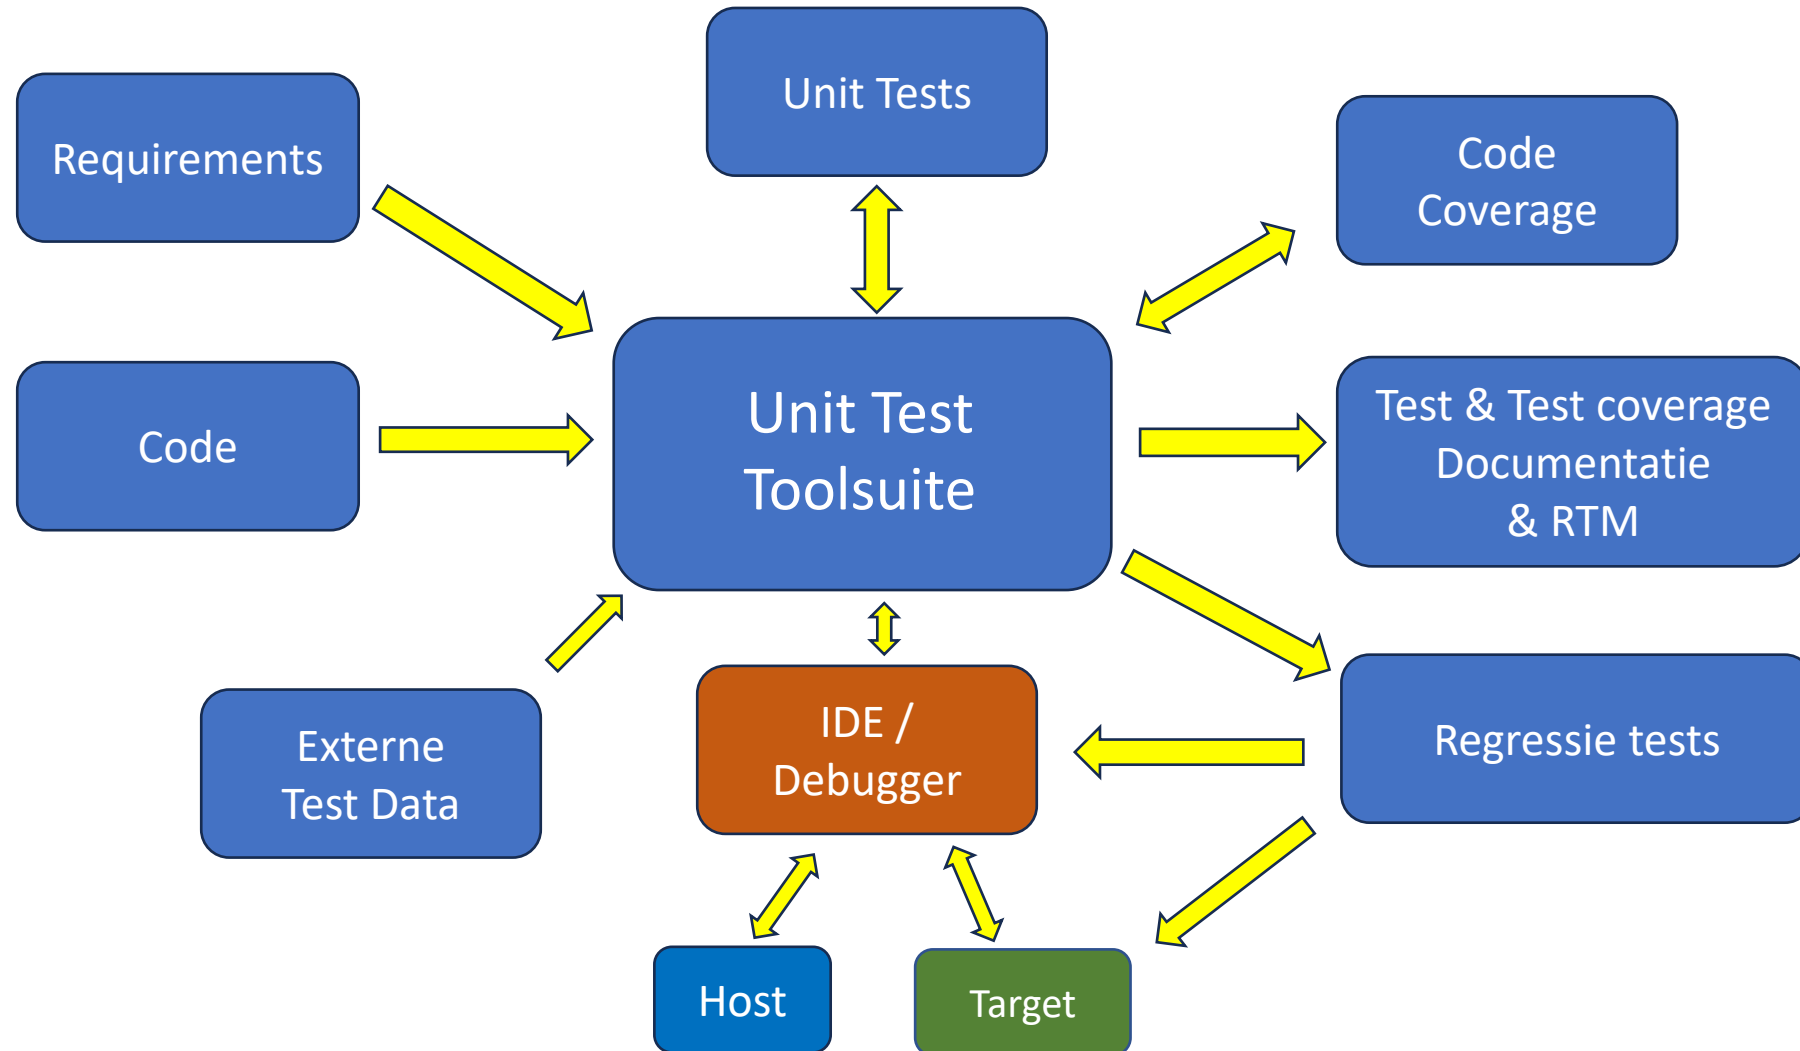 Unit Tests
Requirements
Code
Coverage
Code
Unit Test
Toolsuite
Test & Test coverage
Documentatie
& RTM
Externe
Test Data
IDE /
Debugger
Regressie tests
Host
Target